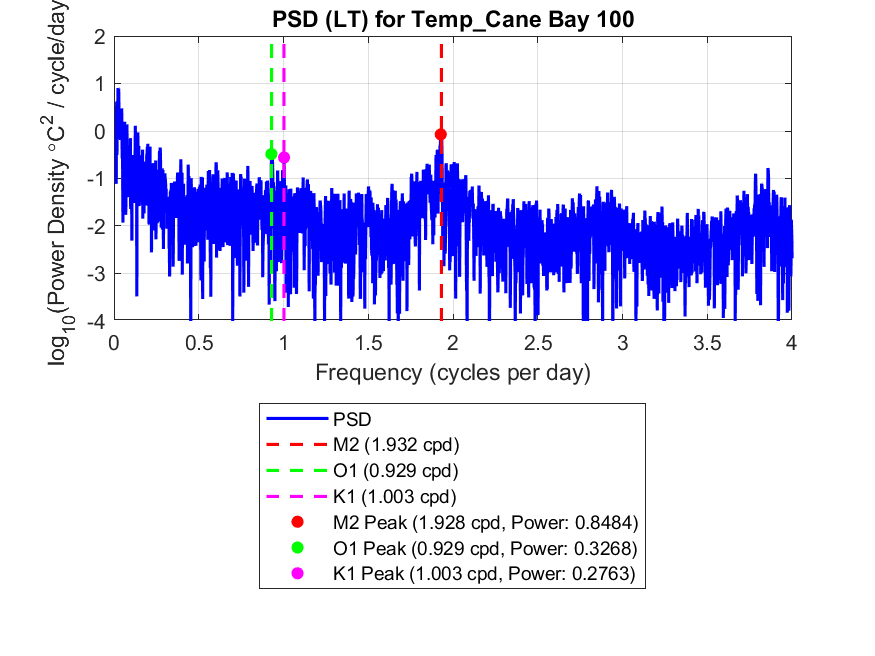 PSD (LT) for Temp_Cane Bay 100
log10(Power Density °C2 / cycle/day
2
1
0
-1
-2
-3
-4
0 0.5 1 1.5 2 2.5 3 3.5 4
Frequency (cycles per day)
PSD
M2 (1.932 cpd)
O1 (0.929 cpd)
K1 (1.003 cpd)
M2 Peak (1.928 cpd, Power: 0.8484)
O1 Peak (0.929 cpd, Power: 0.3268)
K1 Peak (1.003 cpd, Power: 0.2763)